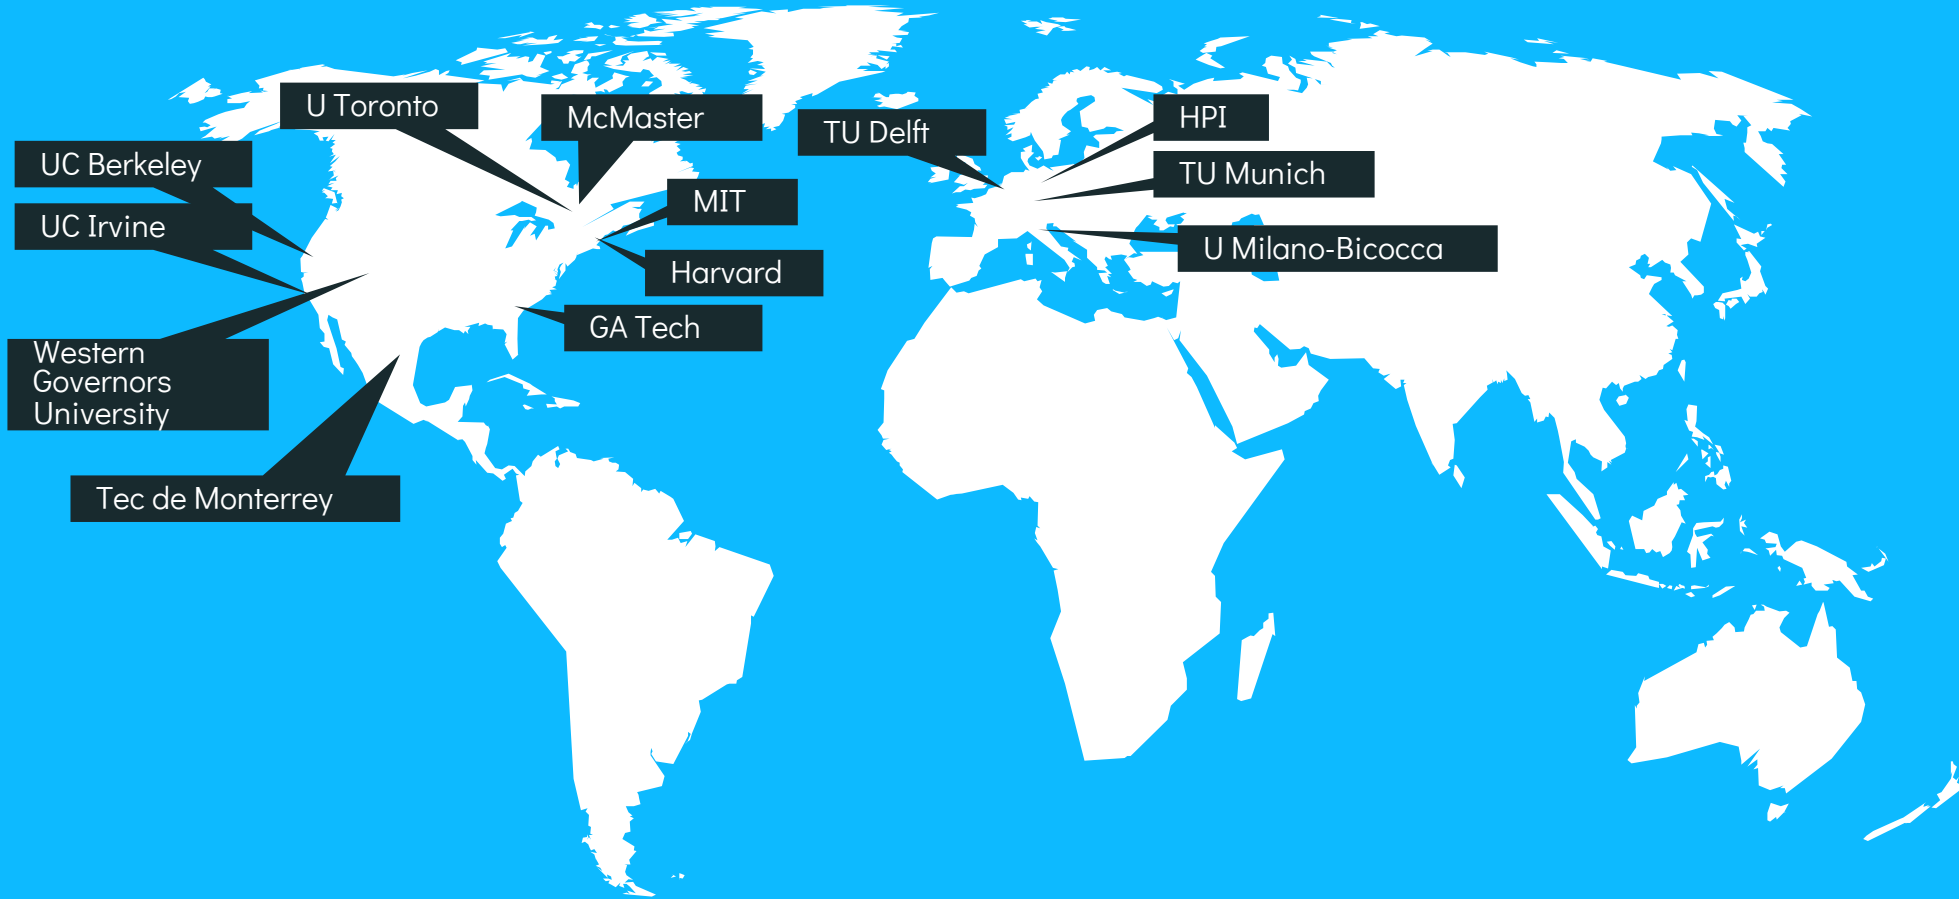 U Toronto
McMaster
TU Delft
HPI
UC Berkeley
TU Munich
MIT
UC Irvine
U Milano-Bicocca
Harvard
GA Tech
Western
Governors
University
Tec de Monterrey